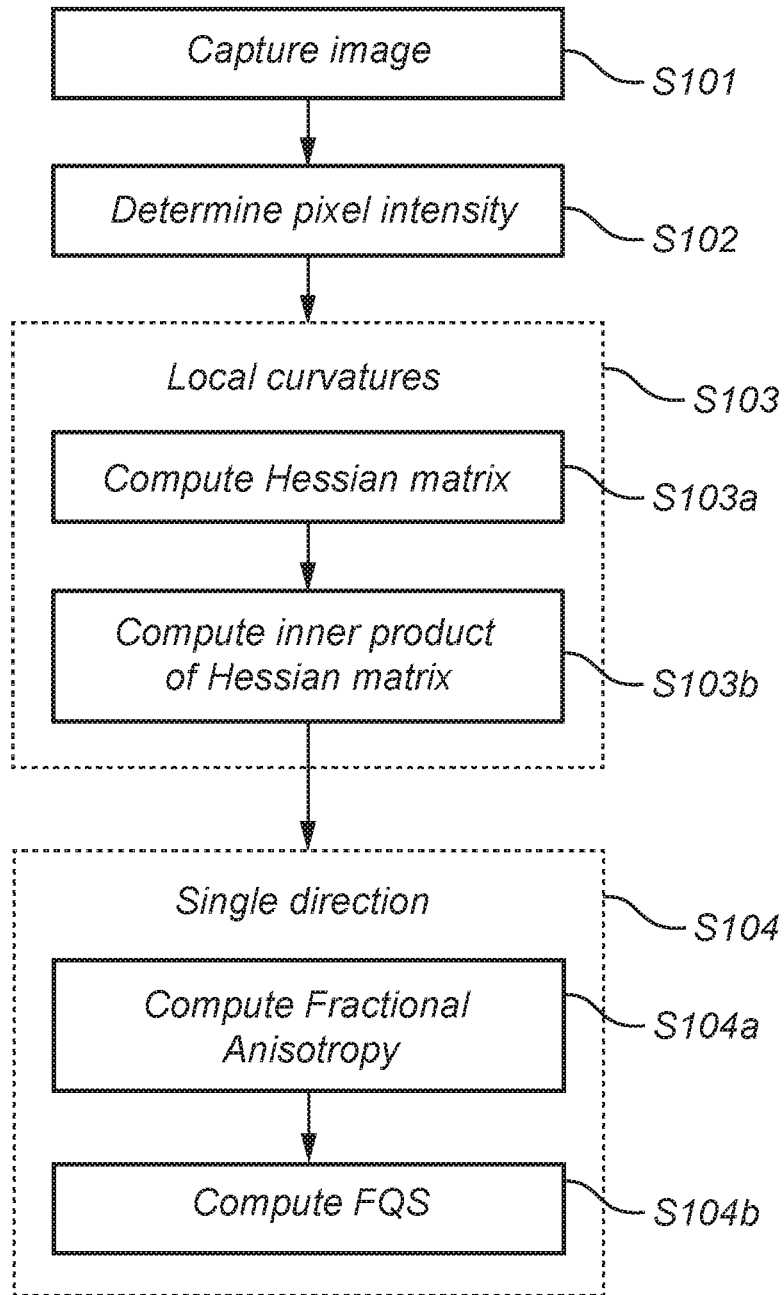 Capture image
S101
Determine pixel intensity
S102
Local curvatures
S103
Compute Hessian matrix
S103a
Compute inner product
of Hessian matrix
S103b
Single direction
S104
Compute Fractional
Anisotropy
S104a
Compute FQS
S104b